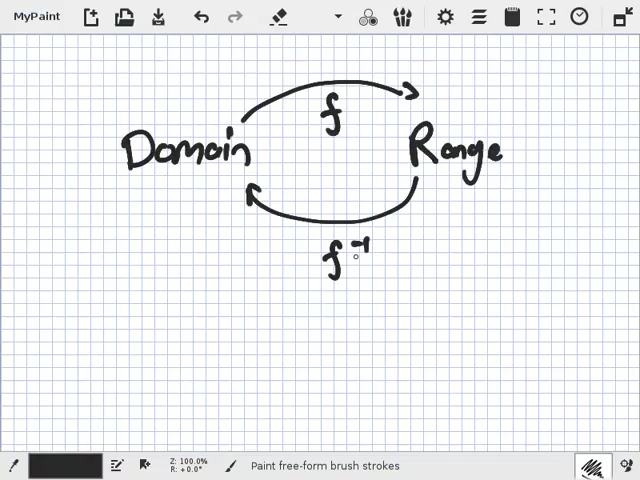 MyPaint
f
Domain Range
f⁻¹
Z: 100.0%
R: +0.0°
Paint free-form brush strokes